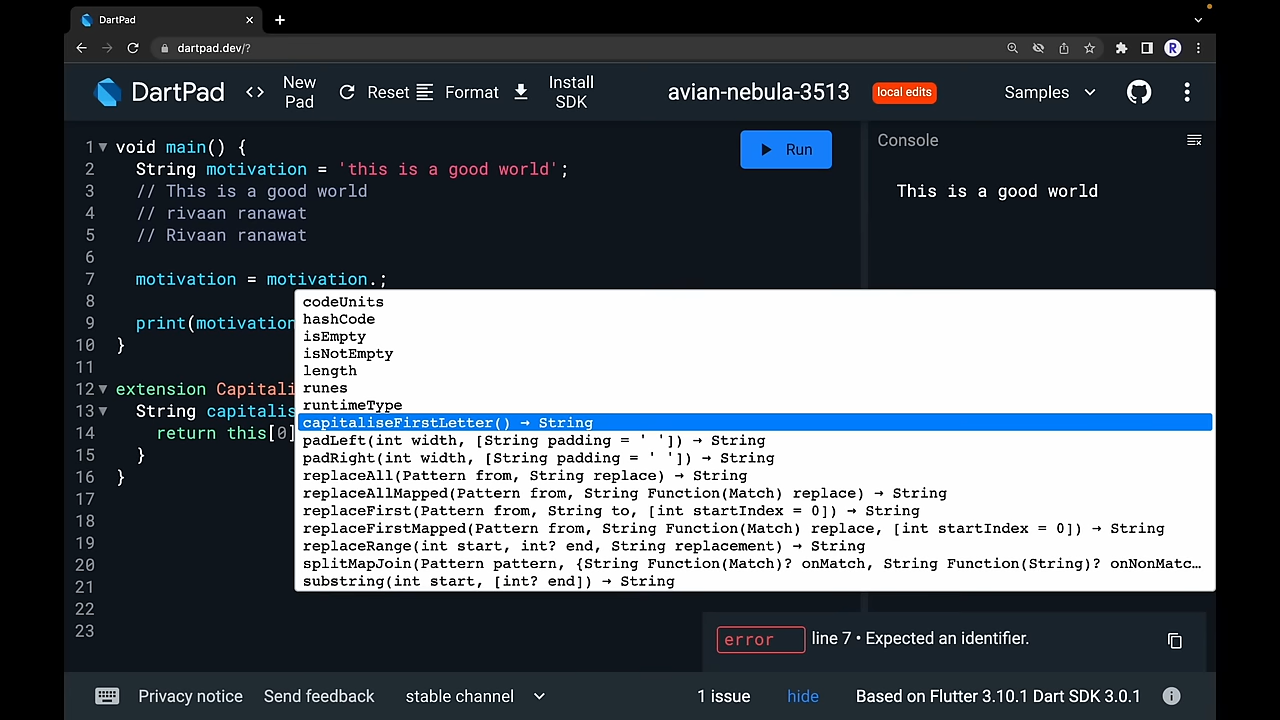 DartPad
dartpad.dev/?
R
DartPad
<>
New Pad
Reset
Format
Install SDK
avian-nebula-3513
local edits
Samples
Run
Console
This is a good world
1 void main() {
2 String motivation = 'this is a good world';
3 // This is a good world
4 // rivaan ranawat
5 // Rivaan ranawat
6
7 motivation = motivation.;
8
9 print(motivation
10 }
11
12 extension Capitali
13 String capitalis
14 return this[0]
15 }
16 }
17
18
19
20
21
22
23
codeUnits
hashCode
isEmpty
isNotEmpty
length
runes
runtimeType
capitaliseFirstLetter() → String
padLeft(int width, [String padding = ' ']) → String
padRight(int width, [String padding = ' ']) → String
replaceAll(Pattern from, String replace) → String
replaceAllMapped(Pattern from, String Function(Match) replace) → String
replaceFirst(Pattern from, String to, [int startIndex = 0]) → String
replaceFirstMapped(Pattern from, String Function(Match) replace, [int startIndex = 0]) → String
replaceRange(int start, int? end, String replacement) → String
splitMapJoin(Pattern pattern, {String Function(Match)? onMatch, String Function(String)? onNonMatc…
substring(int start, [int? end]) → String
error line 7 • Expected an identifier.
Privacy notice
Send feedback
stable channel
1 issue
hide
Based on Flutter 3.10.1 Dart SDK 3.0.1